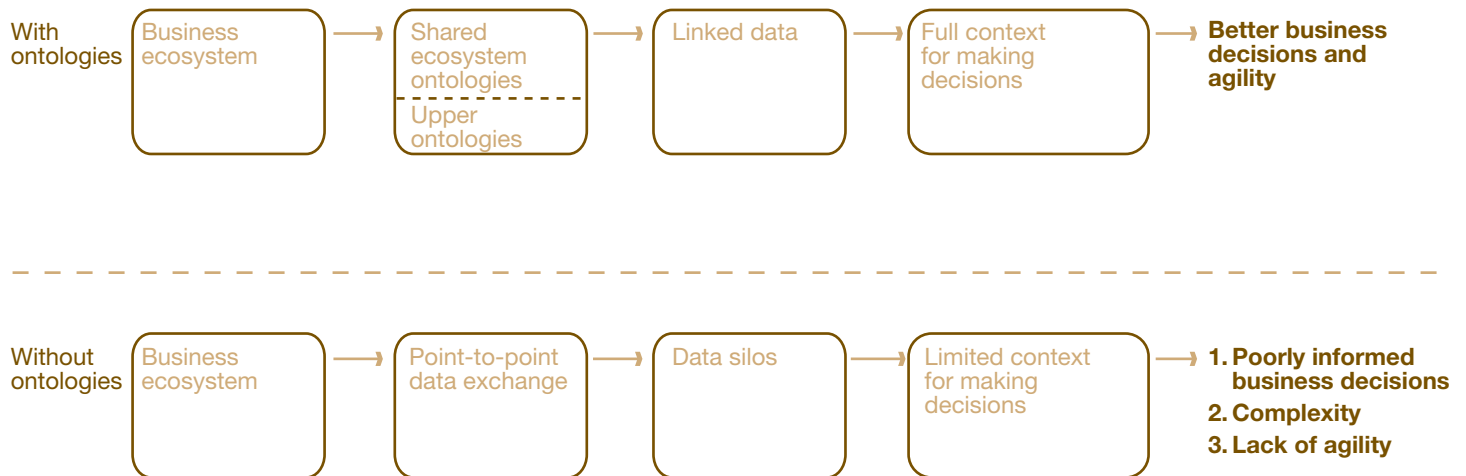 With
ontologies
Business
ecosystem
Shared
ecosystem
ontologies
Upper
ontologies
Linked data
Full context
for making
decisions
Better business
decisions and
agility
Without
ontologies
Business
ecosystem
Point-to-point
data exchange
Data silos
Limited context
for making
decisions
1. Poorly informed
business decisions
2. Complexity
3. Lack of agility